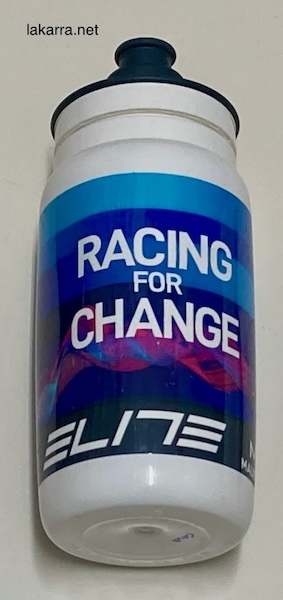 lakarra.net
RACING
FOR
CHANGE
ELITE